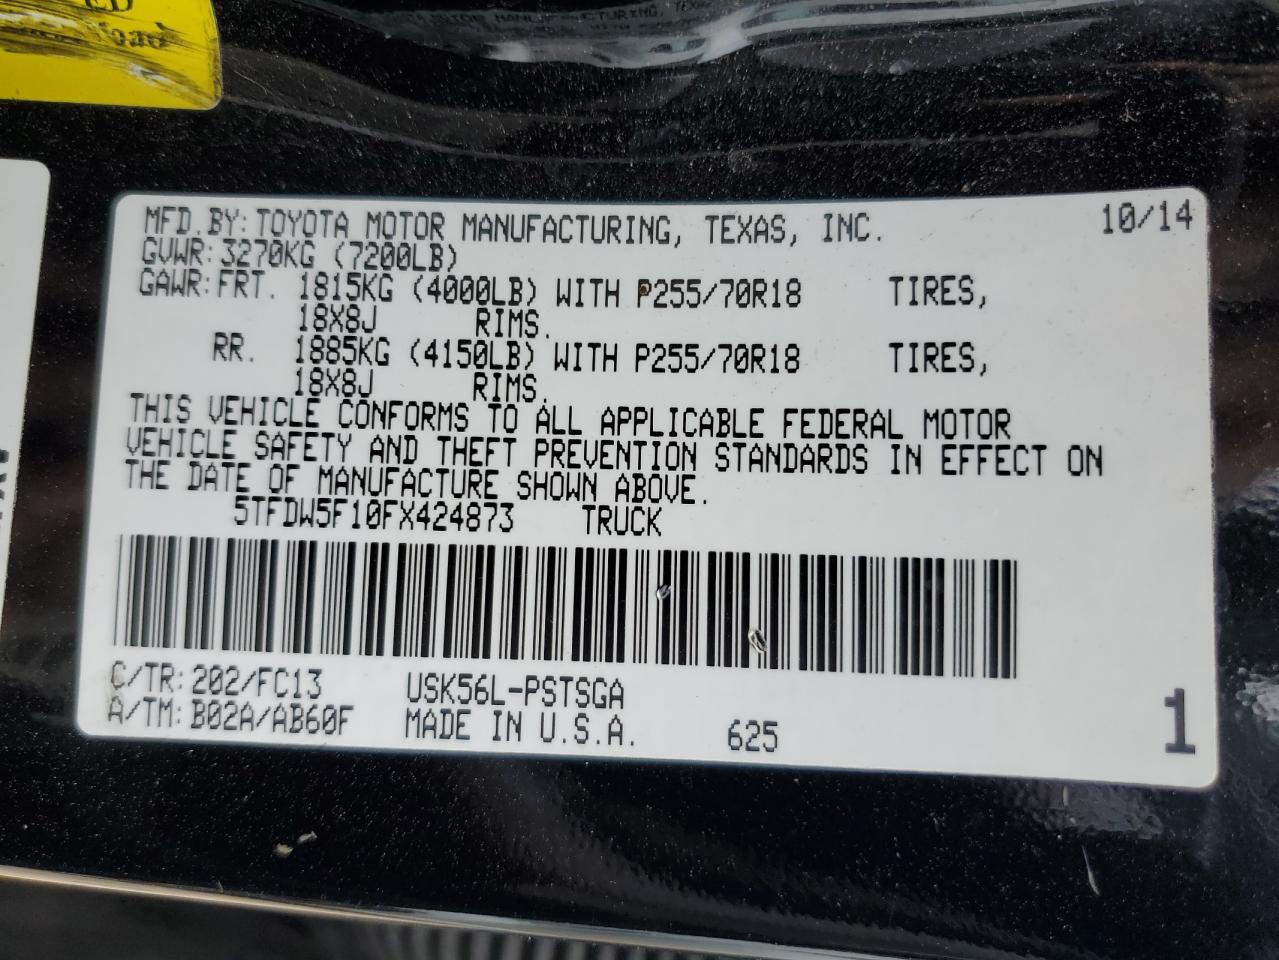 ED
oad
MFD. BY: TOYOTA MOTOR MANUFACTURING, TEXAS, INC. 10/14
GVWR: 3270KG (7200LB)
GAWR: FRT. 1815KG (4000LB) WITH P255/70R18 TIRES,
18X8J RIMS.
RR. 1885KG (4150LB) WITH P255/70R18 TIRES,
18X8J RIMS.
THIS VEHICLE CONFORMS TO ALL APPLICABLE FEDERAL MOTOR
VEHICLE SAFETY AND THEFT PREVENTION STANDARDS IN EFFECT ON
THE DATE OF MANUFACTURE SHOWN ABOVE.
5TFDW5F10FX424873 TRUCK
C/TR: 202/FC13 USK56L-PSTSGA
A/TM: B02A/AB60F MADE IN U.S.A. 625 1